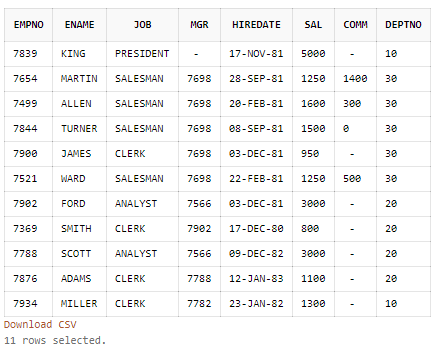 EMPNO ENAME JOB MGR HIREDATE SAL COMM DEPTNO
7839 KING PRESIDENT - 17-NOV-81 5000 - 10
7654 MARTIN SALESMAN 7698 28-SEP-81 1250 1400 30
7499 ALLEN SALESMAN 7698 20-FEB-81 1600 300 30
7844 TURNER SALESMAN 7698 08-SEP-81 1500 0 30
7900 JAMES CLERK 7698 03-DEC-81 950 - 30
7521 WARD SALESMAN 7698 22-FEB-81 1250 500 30
7902 FORD ANALYST 7566 03-DEC-81 3000 - 20
7369 SMITH CLERK 7902 17-DEC-80 800 - 20
7788 SCOTT ANALYST 7566 09-DEC-82 3000 - 20
7876 ADAMS CLERK 7788 12-JAN-83 1100 - 20
7934 MILLER CLERK 7782 23-JAN-82 1300 - 10
Download CSV
11 rows selected.